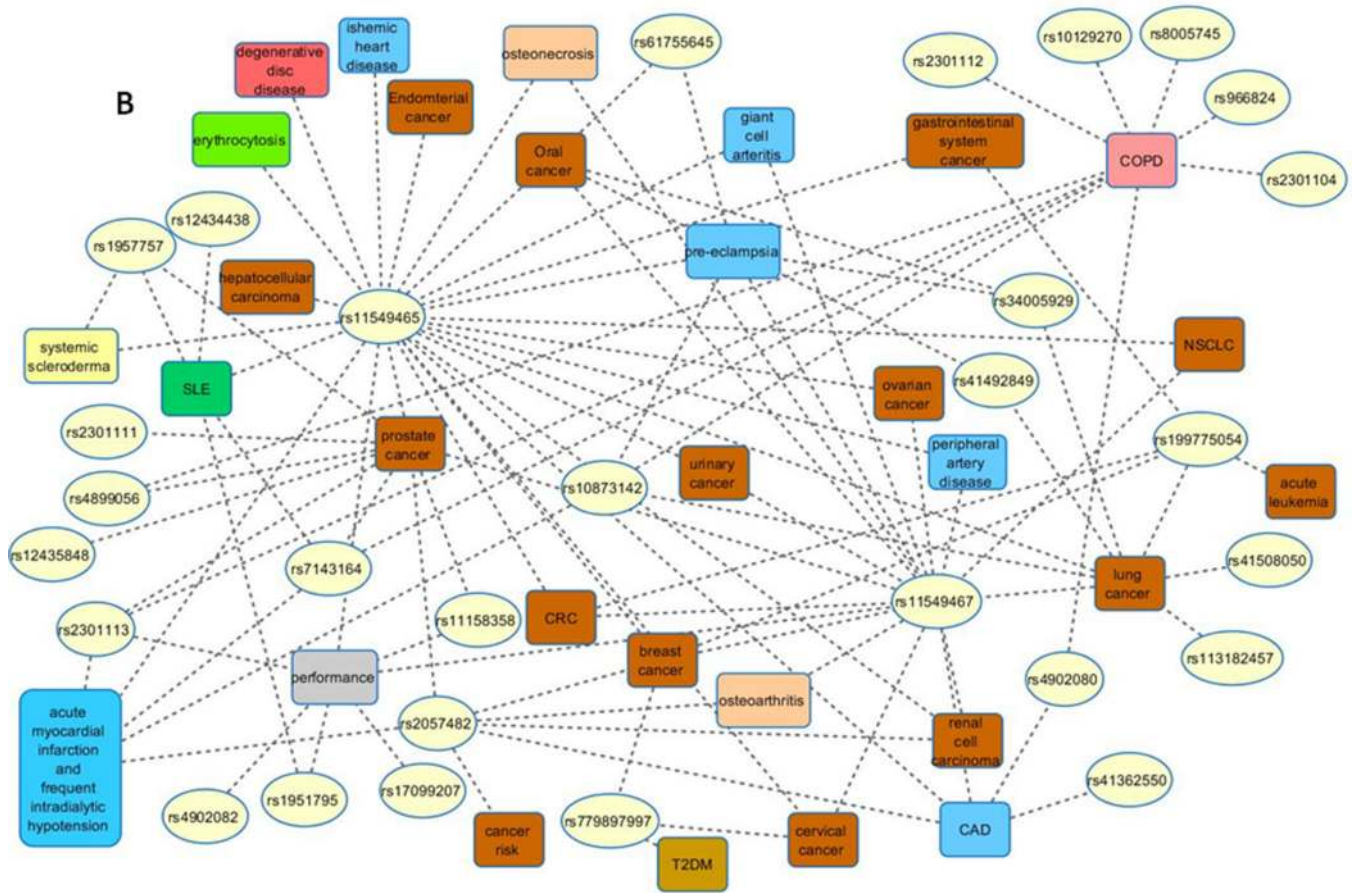 B
ishemic
heart
disease
degenerative
disc
disease
Endomterial
cancer
osteonecrosis
rs61755645
rs10129270
rs8005745
rs2301112
rs966824
erythrocytosis
Oral
cancer
giant
cell
arteritis
gastrointestinal
system
cancer
COPD
rs2301104
rs12434438
rs1957757
pre-eclampsia
hepatocellular
carcinoma
rs11549465
rs34005929
systemic
scleroderma
SLE
NSCLC
rs41492849
ovarian
cancer
rs2301111
prostate
cancer
rs199775054
peripheral
artery
disease
urinary
cancer
rs10873142
rs4899056
acute
leukemia
rs12435848
rs7143164
rs41508050
lung
cancer
rs11549467
rs2301113
rs11158358
CRC
breast
cancer
rs113182457
performance
rs4902080
osteoarthritis
acute
myocardial
infarction
and
frequent
intradialytic
hypotension
rs2057482
renal
cell
carcinoma
rs41362550
rs4902082
rs1951795
rs17099207
cancer
risk
rs779897997
cervical
cancer
CAD
T2DM